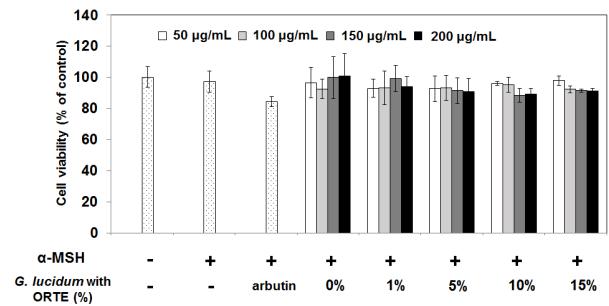 140
120
100
80
60
40
20
0
Cell viability (% of control)
50 µg/mL 100 µg/mL 150 µg/mL 200 µg/mL
α-MSH - + + + + + + +
G. lucidum with ORTE (%) - - arbutin 0% 1% 5% 10% 15%